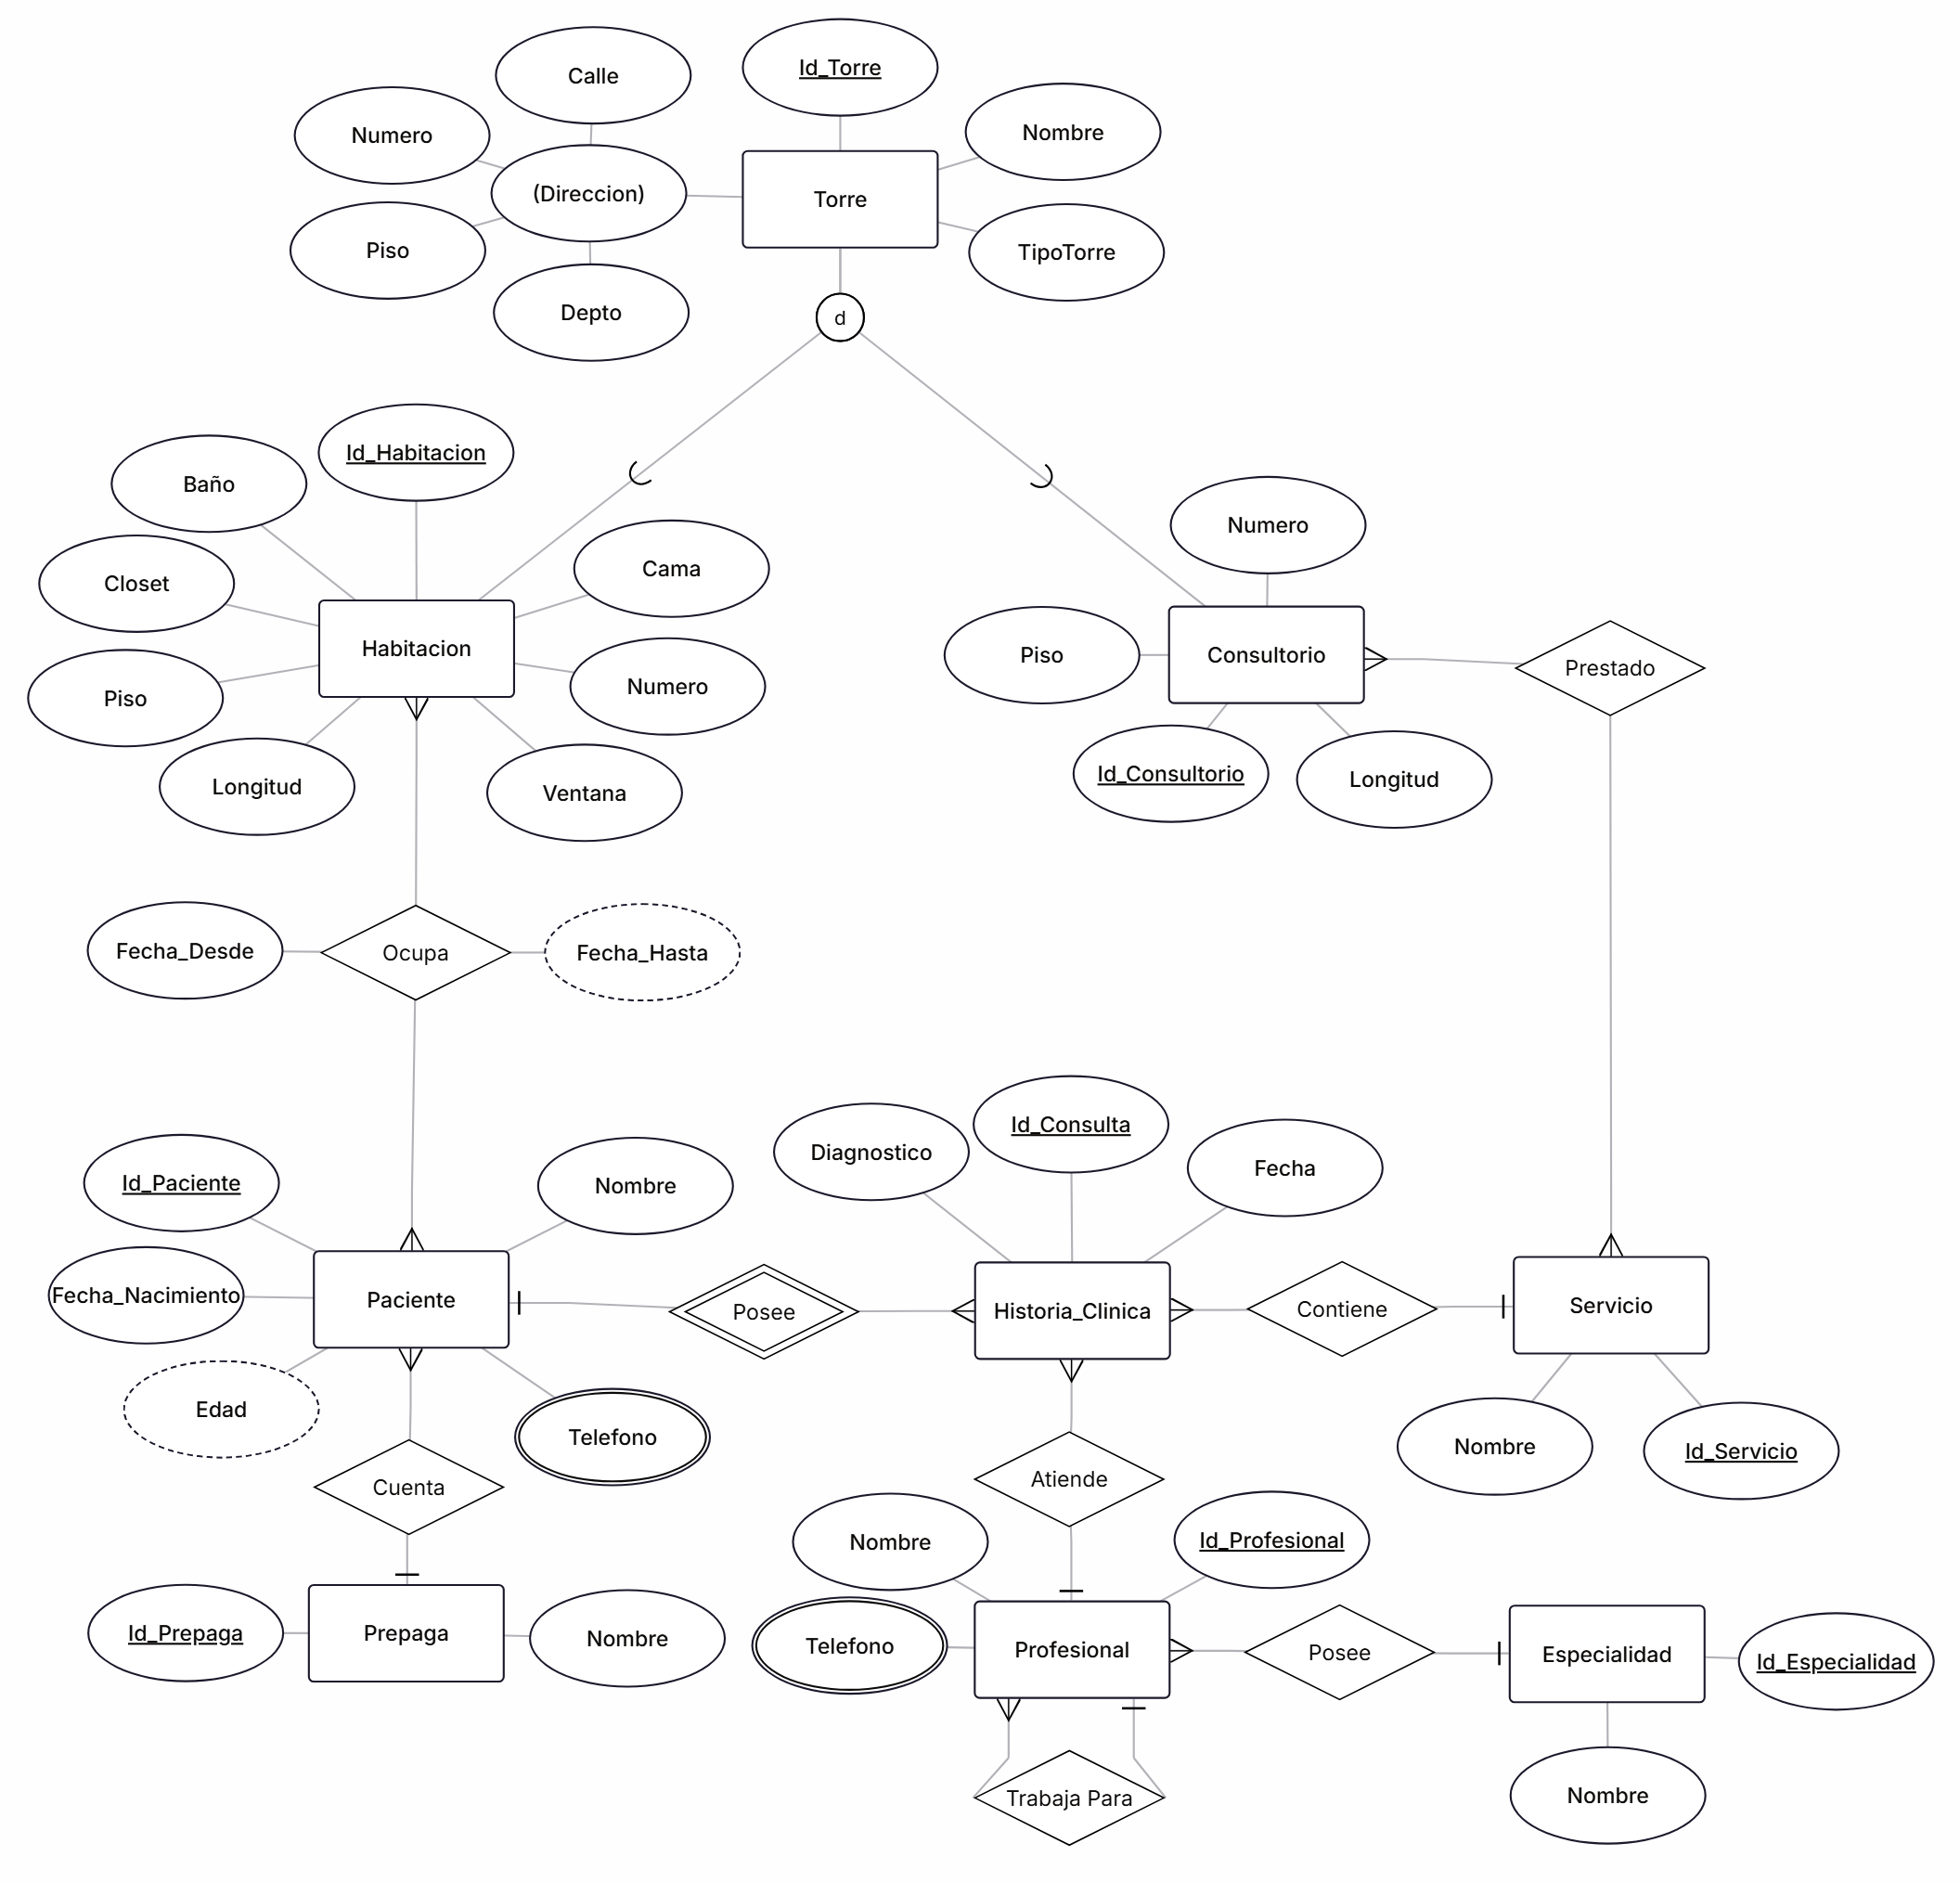 Id_Torre
Calle
Nombre
Numero
(Direccion)
Torre
Piso
TipoTorre
Depto
d
Id_Habitacion
Baño
Numero
Cama
Closet
Habitacion
Piso
Consultorio
Prestado
Numero
Piso
Id_Consultorio
Longitud
Longitud
Ventana
Fecha_Desde
Ocupa
Fecha_Hasta
Id_Consulta
Diagnostico
Fecha
Id_Paciente
Nombre
Fecha_Nacimiento
Paciente
Posee
Historia_Clinica
Contiene
Servicio
Edad
Telefono
Nombre
Id_Servicio
Cuenta
Atiende
Nombre
Id_Profesional
Id_Prepaga
Prepaga
Nombre
Telefono
Profesional
Posee
Especialidad
Id_Especialidad
Trabaja Para
Nombre